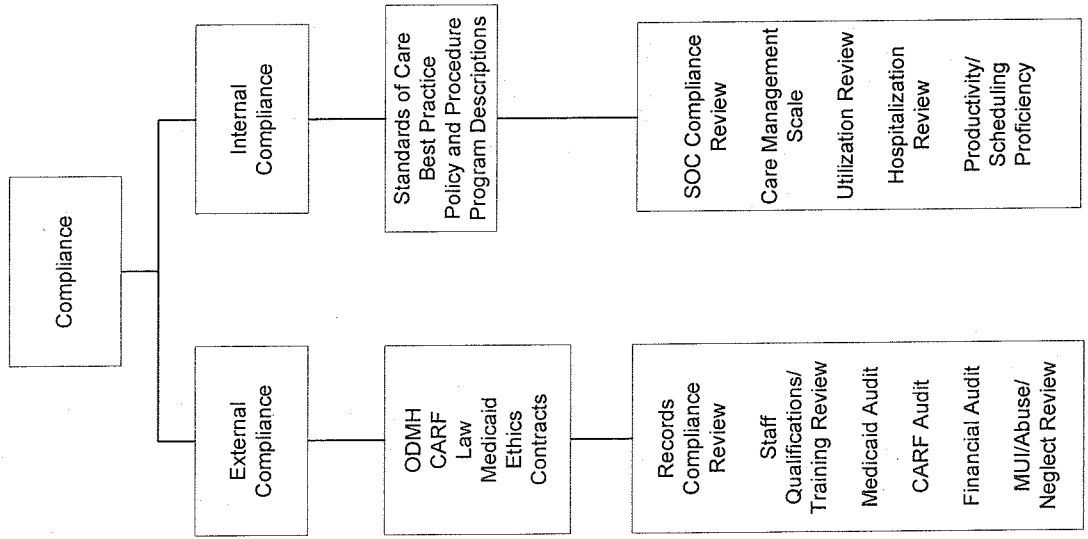 Compliance
External
Compliance
ODMH
CARF
Law
Medicaid
Ethics
Contracts
Records
Compliance
Review
Staff
Qualifications/
Training Review
Medicaid Audit
CARF Audit
Financial Audit
MUI/Abuse/
Neglect Review
Internal
Compliance
Standards of Care
Best Practice
Policy and Procedure
Program Descriptions
SOC Compliance
Review
Care Management
Scale
Utilization Review
Hospitalization
Review
Productivity/
Scheduling
Proficiency